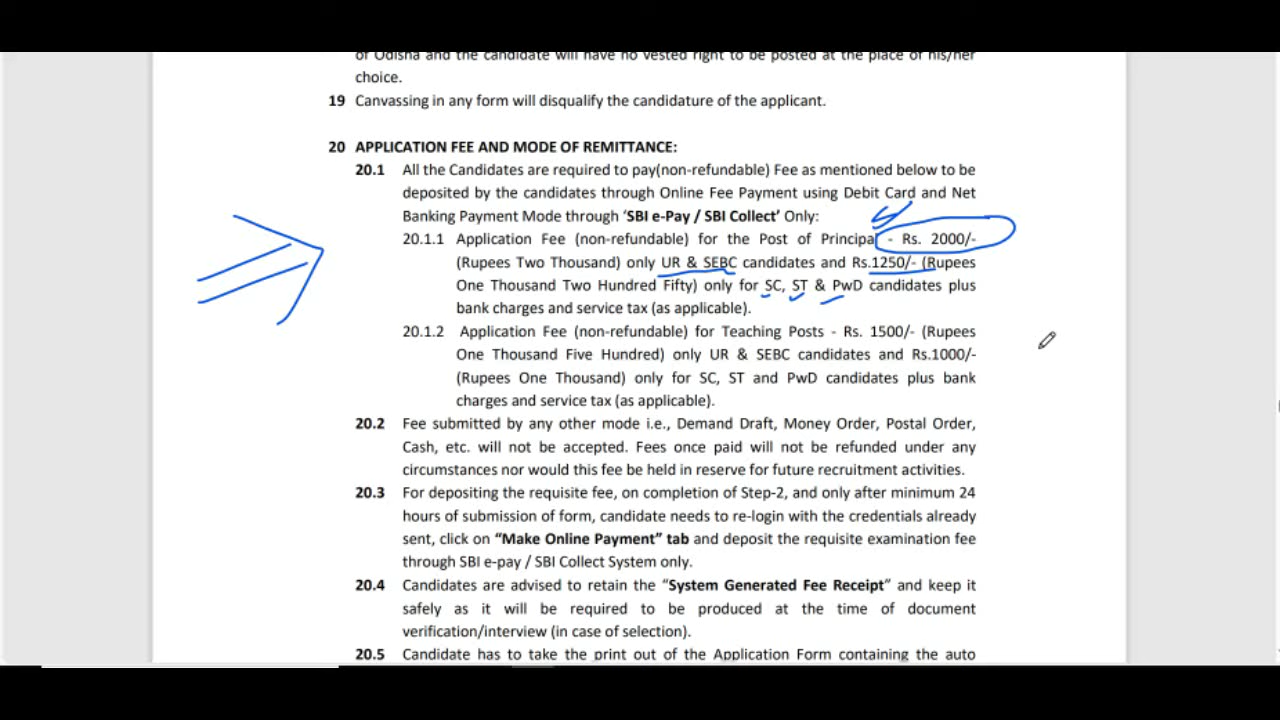 of Odisha and the candidate will have no vested right to be posted at the place of his/her
choice.
19 Canvassing in any form will disqualify the candidature of the applicant.
20 APPLICATION FEE AND MODE OF REMITTANCE:
20.1 All the Candidates are required to pay(non-refundable) Fee as mentioned below to be
deposited by the candidates through Online Fee Payment using Debit Card and Net
Banking Payment Mode through ‘SBI e-Pay / SBI Collect’ Only:
20.1.1 Application Fee (non-refundable) for the Post of Principal - Rs. 2000/-
(Rupees Two Thousand) only UR & SEBC candidates and Rs.1250/- (Rupees
One Thousand Two Hundred Fifty) only for SC, ST & PwD candidates plus
bank charges and service tax (as applicable).
20.1.2 Application Fee (non-refundable) for Teaching Posts - Rs. 1500/- (Rupees
One Thousand Five Hundred) only UR & SEBC candidates and Rs.1000/-
(Rupees One Thousand) only for SC, ST and PwD candidates plus bank
charges and service tax (as applicable).
20.2 Fee submitted by any other mode i.e., Demand Draft, Money Order, Postal Order,
Cash, etc. will not be accepted. Fees once paid will not be refunded under any
circumstances nor would this fee be held in reserve for future recruitment activities.
20.3 For depositing the requisite fee, on completion of Step-2, and only after minimum 24
hours of submission of form, candidate needs to re-login with the credentials already
sent, click on “Make Online Payment” tab and deposit the requisite examination fee
through SBI e-pay / SBI Collect System only.
20.4 Candidates are advised to retain the “System Generated Fee Receipt” and keep it
safely as it will be required to be produced at the time of document
verification/interview (in case of selection).
20.5 Candidate has to take the print out of the Application Form containing the auto